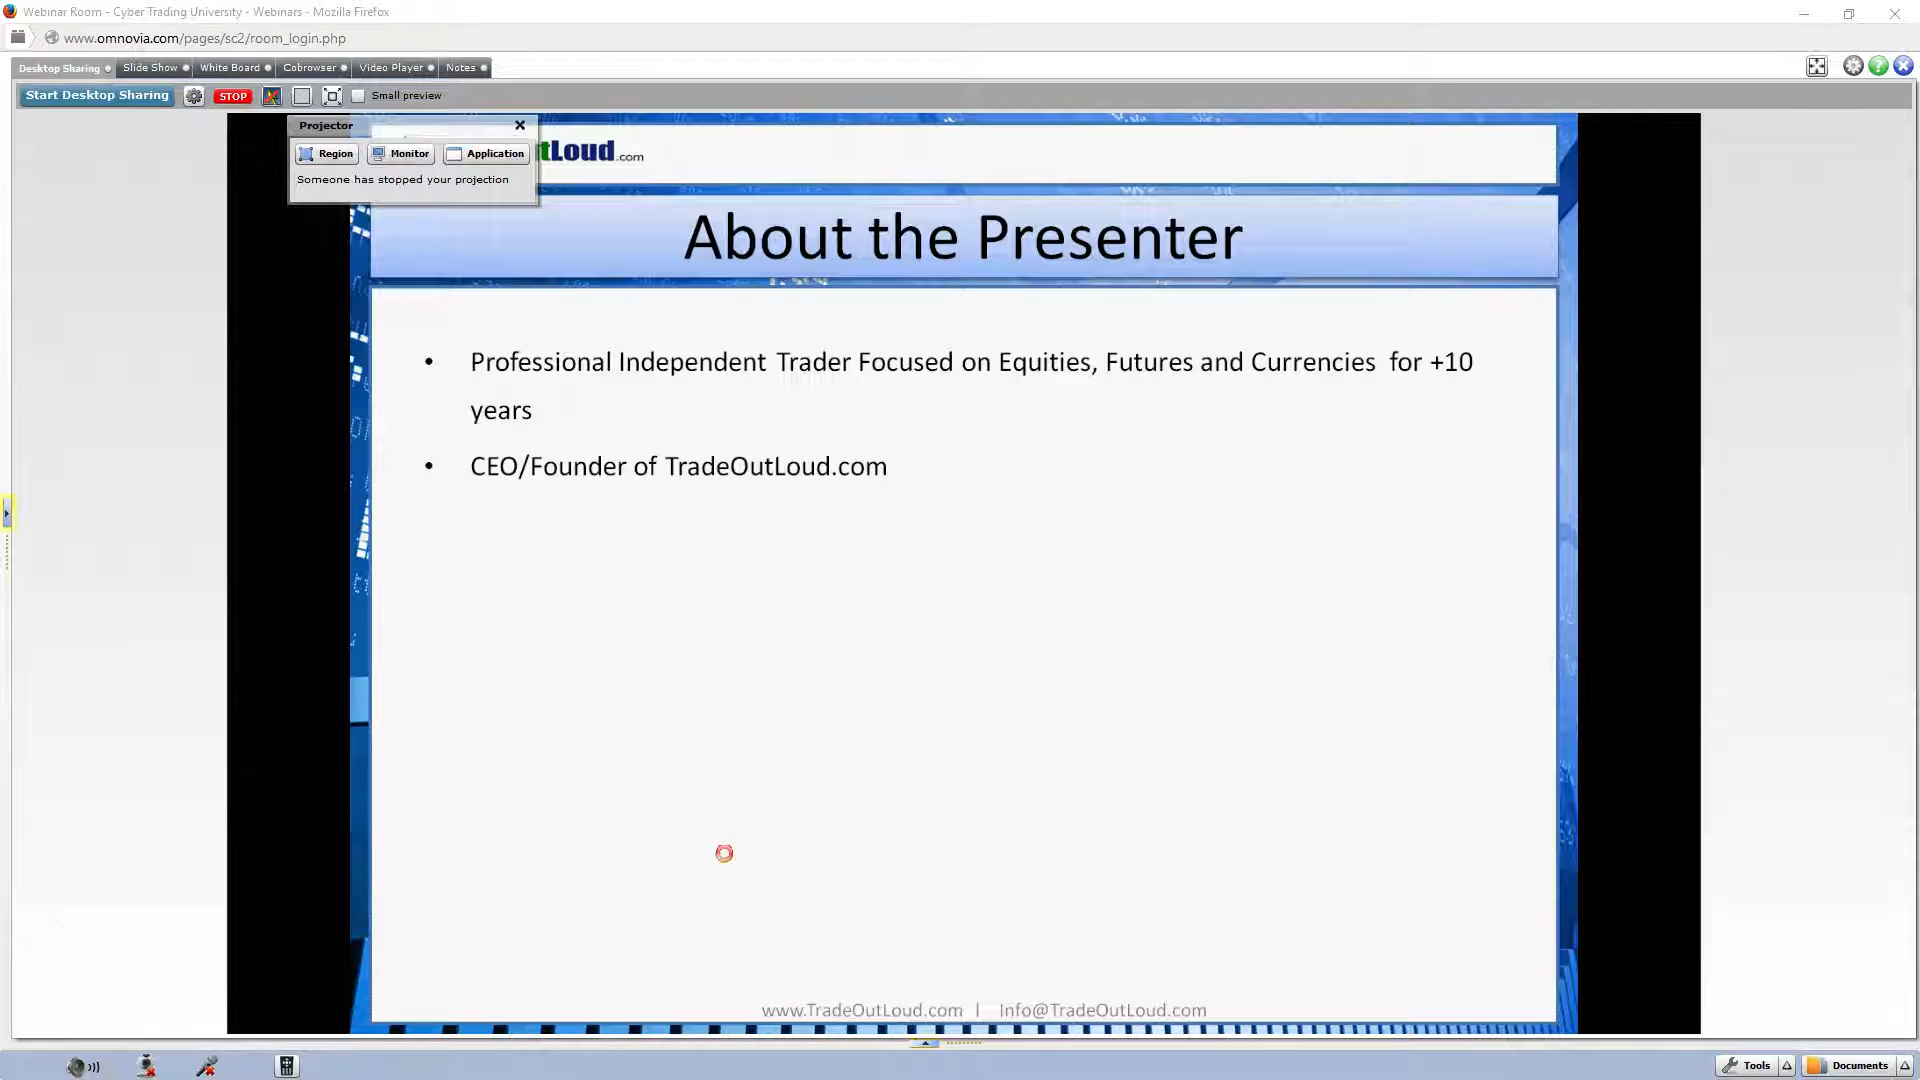 Webinar Room - Cyber Trading University - Webinars - Mozilla Firefox
www.omnovia.com/pages/sc2/room_login.php
Desktop Sharing Slide Show White Board Cobrowser Video Player Notes
Start Desktop Sharing STOP Small preview
Projector
Region Monitor Application
Someone has stopped your projection
tLoud.com
About the Presenter
• Professional Independent Trader Focused on Equities, Futures and Currencies for +10
years
• CEO/Founder of TradeOutLoud.com
www.TradeOutLoud.com | Info@TradeOutLoud.com
Tools Documents